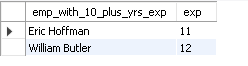 emp_with_10_plus_yrs_exp exp
Eric Hoffman 11
William Butler 12